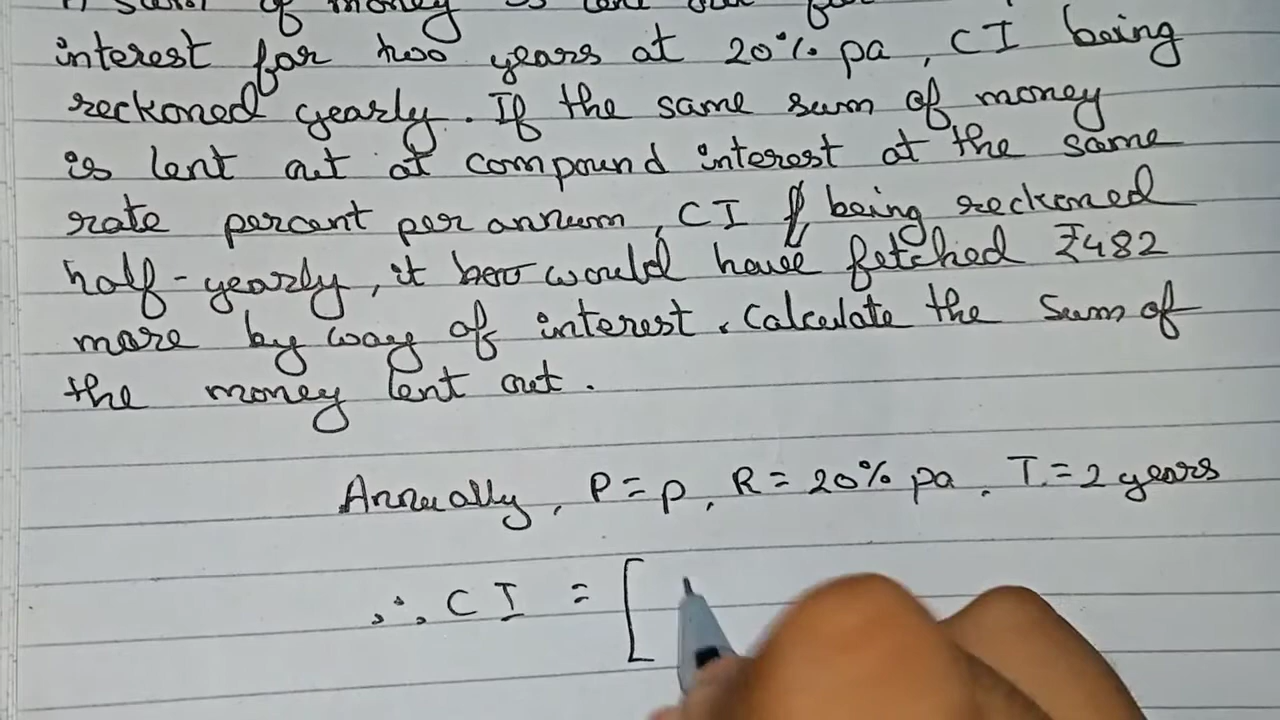 of money is
interest for two years at 20% pa, CI being
reckoned yearly. If the same sum of money
is lent out at compound interest at the same
rate percent per annum, CI being reckoned
half-yearly, it would have fetched ₹482
more by way of interest. Calculate the Sum of
the money lent out.
Annually, P=p, R=20% pa. T.=2 years
∴ CI = [